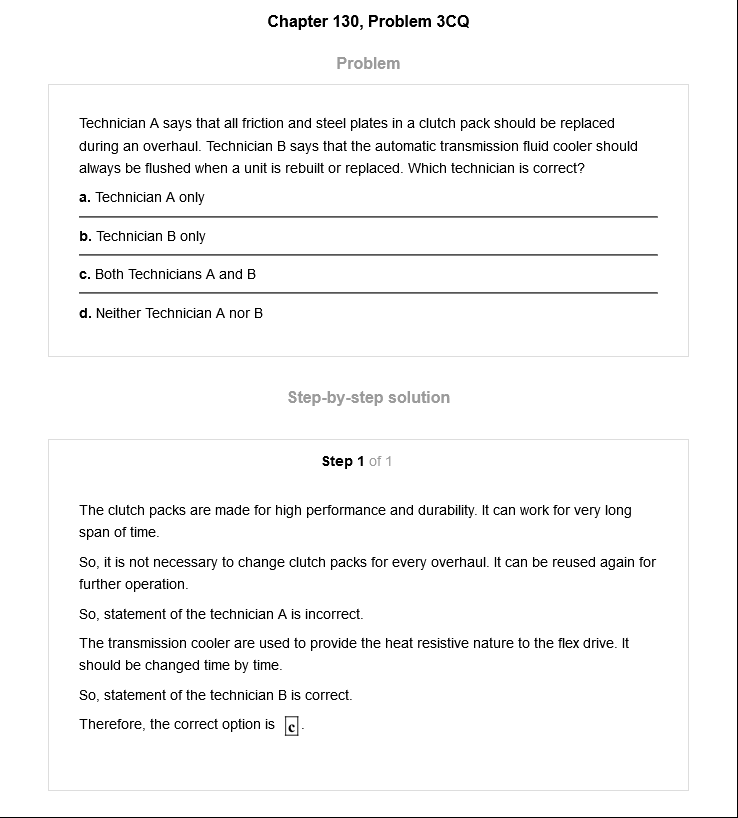 Chapter 130, Problem 3CQ
Problem
Technician A says that all friction and steel plates in a clutch pack should be replaced
during an overhaul. Technician B says that the automatic transmission fluid cooler should
always be flushed when a unit is rebuilt or replaced. Which technician is correct?
a. Technician A only
b. Technician B only
c. Both Technicians A and B
d. Neither Technician A nor B
Step-by-step solution
Step 1 of 1
The clutch packs are made for high performance and durability. It can work for very long
span of time.
So, it is not necessary to change clutch packs for every overhaul. It can be reused again for
further operation.
So, statement of the technician A is incorrect.
The transmission cooler are used to provide the heat resistive nature to the flex drive. It
should be changed time by time.
So, statement of the technician B is correct.
Therefore, the correct option is c.